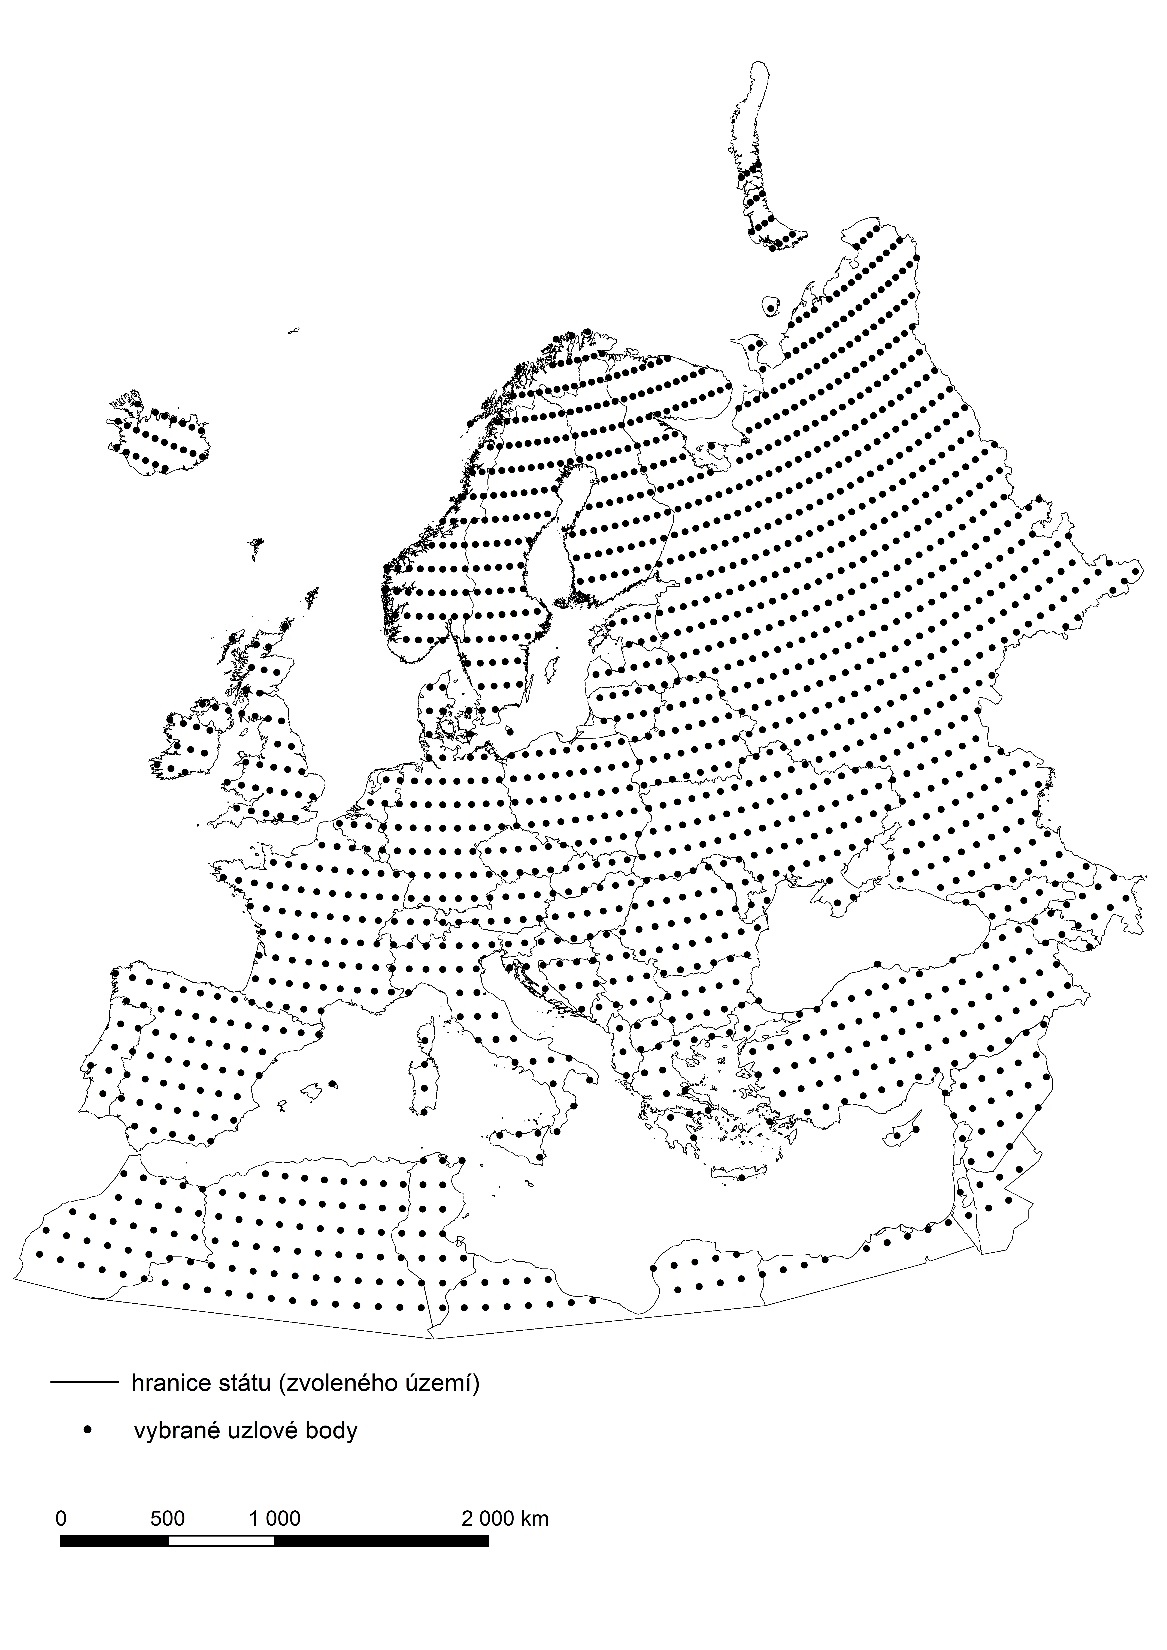 hranice státu (zvoleného území)
vybrané uzlové body
0 500 1 000 2 000 km